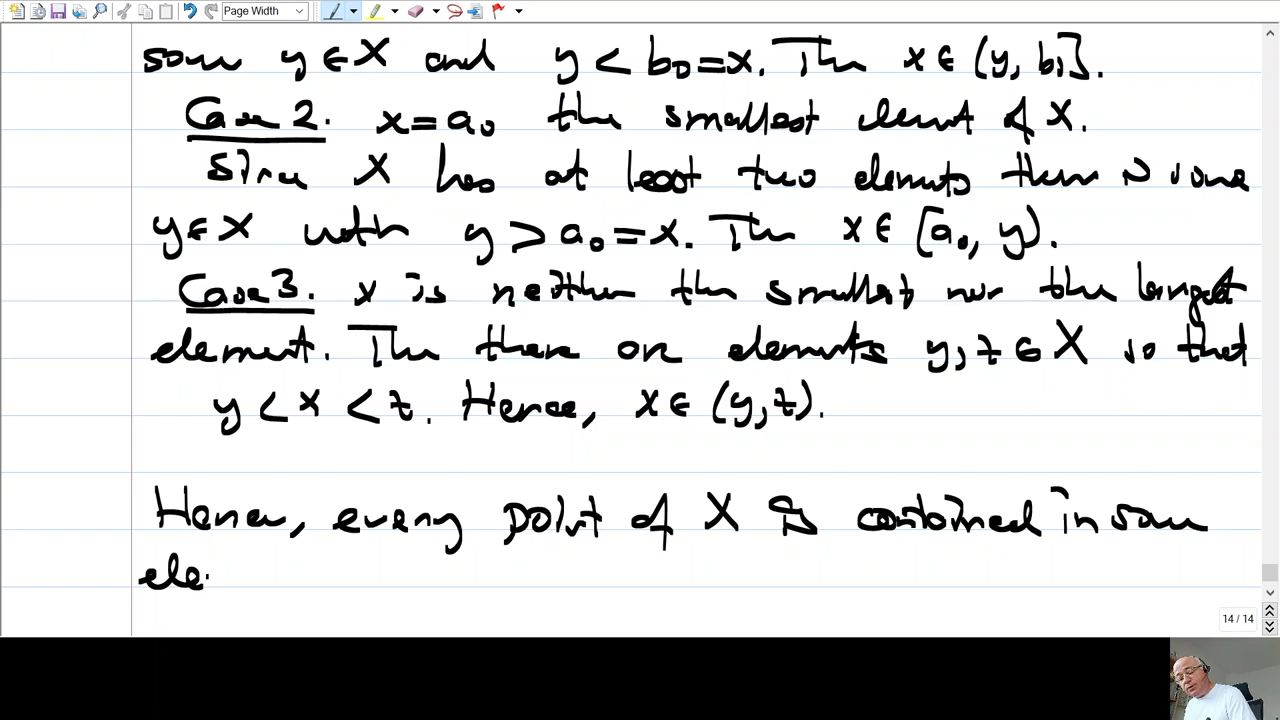 Page Width
some y ∈ X and y < b₀ = x. Then x ∈ (y, b₀].
Case 2. x = a₀ the smallest element of X.
Since X has at least two elements there is some
y ∈ X with y > a₀ = x. Then x ∈ [a₀, y).
Case 3. x is neither the smallest nor the largest
element. Then there are elements y, z ∈ X so that
y < x < z. Hence, x ∈ (y, z).
Hence, every point of X is contained in some
ele
14 / 14